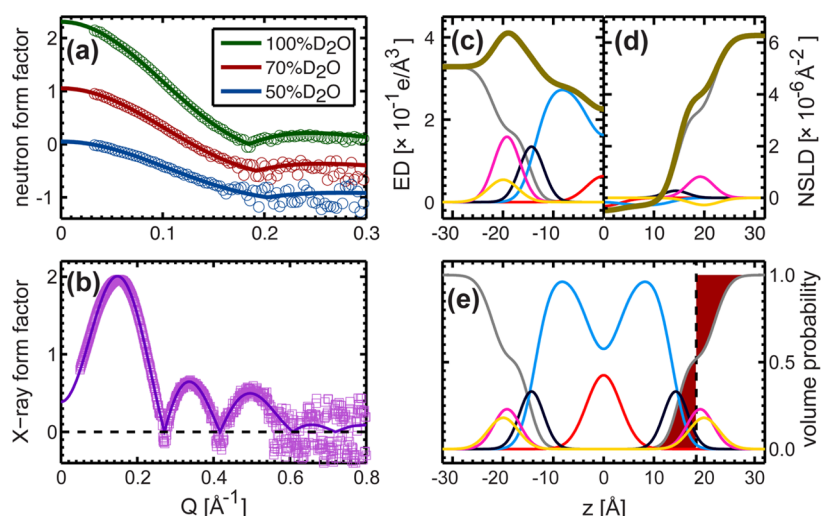 (a)
100%D₂O
70%D₂O
50%D₂O
neutron form factor
2
1
0
-1
0
0.1
0.2
0.3
(b)
X-ray form factor
2
1
0
0
0.2
0.4
0.6
0.8
Q [Å⁻¹]
(c)
ED [× 10⁻¹ e/Å³]
4
2
0
-30
-20
-10
0
(d)
NSLD [× 10⁻⁶Å⁻²]
6
4
2
0
10
20
30
(e)
volume probability
1.0
0.5
0.0
-30
-20
-10
0
10
20
30
z [Å]